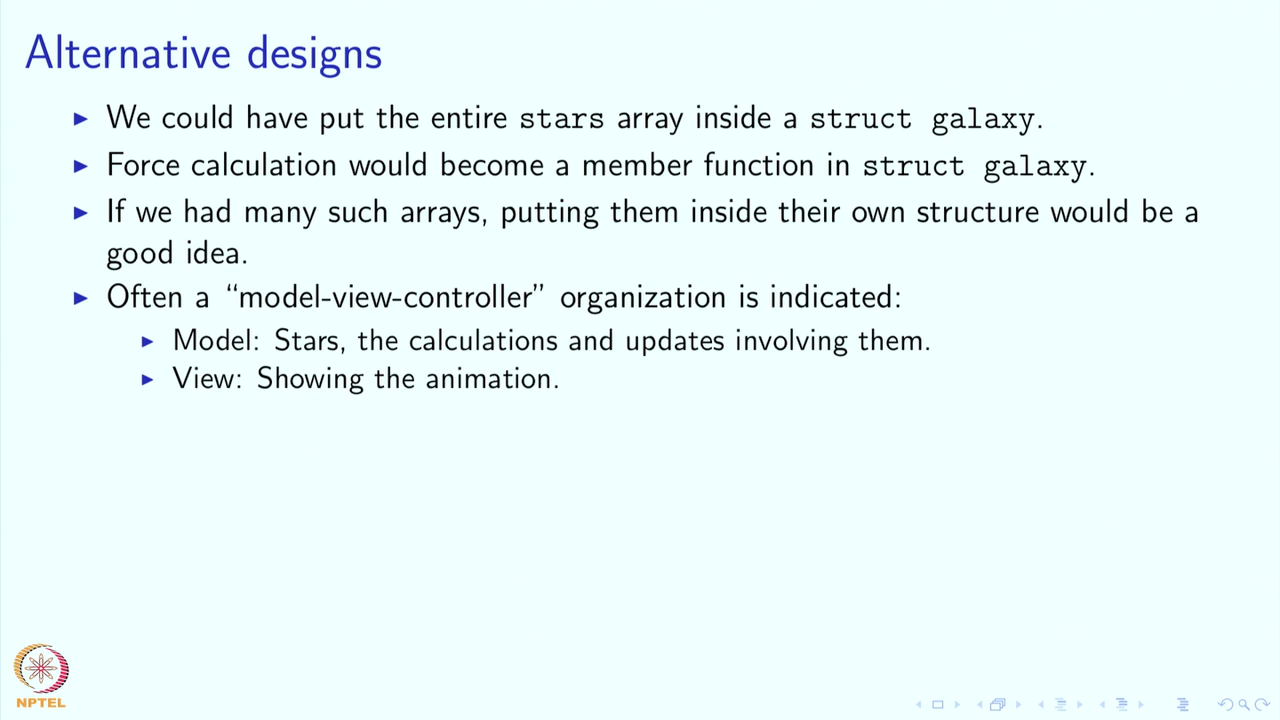 Alternative designs
We could have put the entire stars array inside a struct galaxy.
Force calculation would become a member function in struct galaxy.
If we had many such arrays, putting them inside their own structure would be a
good idea.
Often a “model-view-controller” organization is indicated:
Model: Stars, the calculations and updates involving them.
View: Showing the animation.
NPTEL